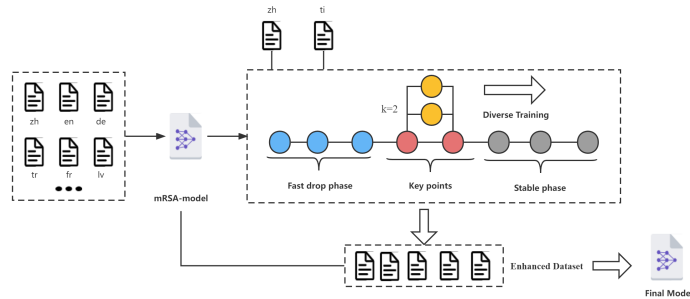 zh ti
zh en de
tr fr lv
mRSA-model
k=2
Diverse Training
Fast drop phase Key points Stable phase
Enhanced Dataset
Final Mode